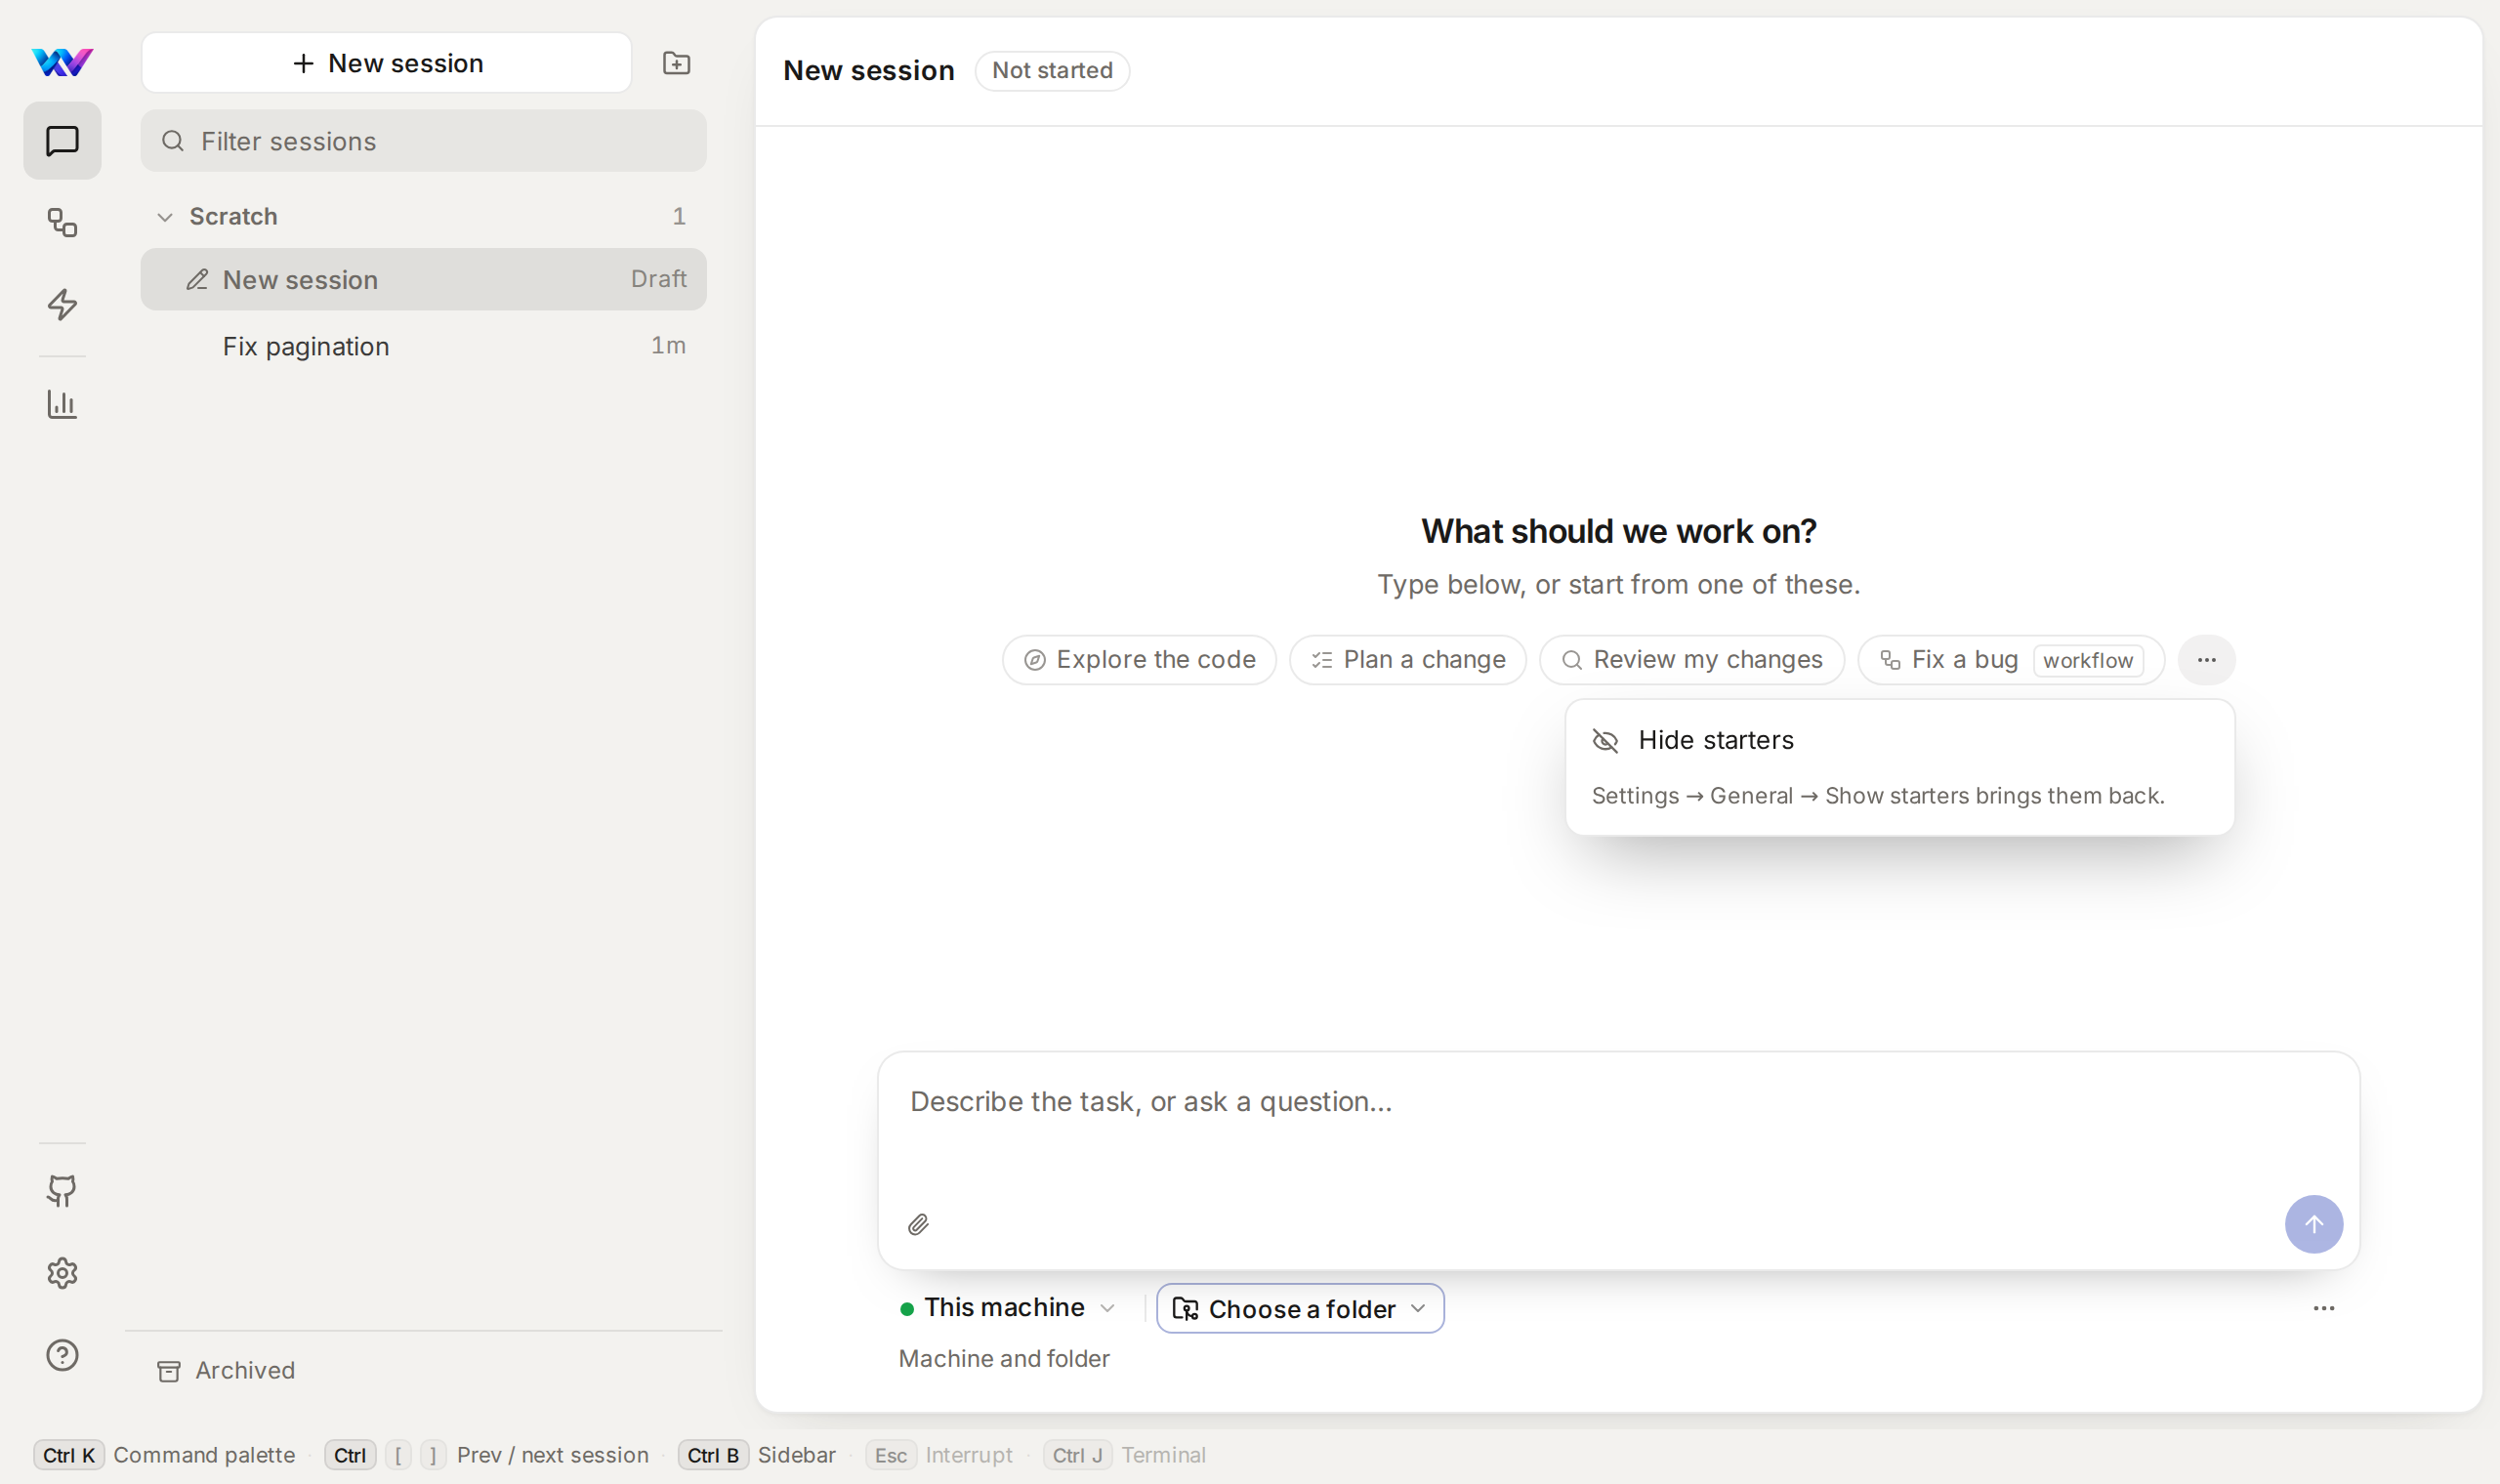 New session
Filter sessions
Scratch 1
New session Draft
Fix pagination 1m
Archived
New session Not started
What should we work on?
Type below, or start from one of these.
Explore the code Plan a change Review my changes Fix a bug workflow
Hide starters
Settings → General → Show starters brings them back.
Describe the task, or ask a question...
This machine Choose a folder
Machine and folder
Ctrl K Command palette · Ctrl [ ] Prev / next session · Ctrl B Sidebar · Esc Interrupt · Ctrl J Terminal